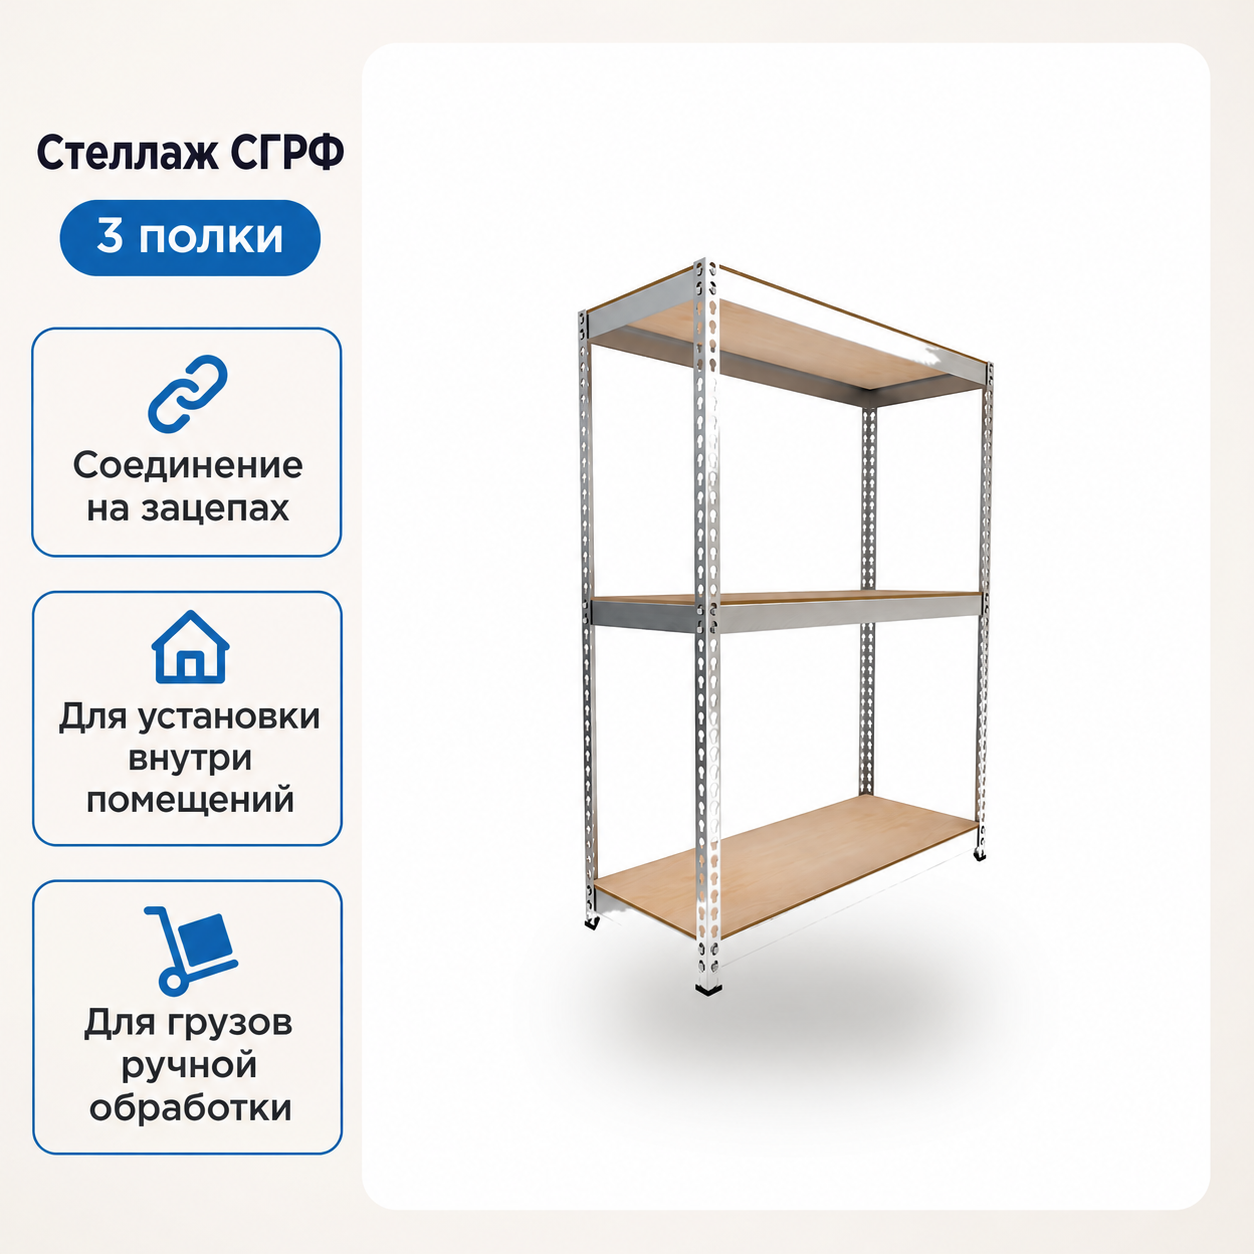 Стеллаж СГРФ
3 полки
Соединение
на зацепах
Для установки
внутри
помещений
Для грузов
ручной
обработки